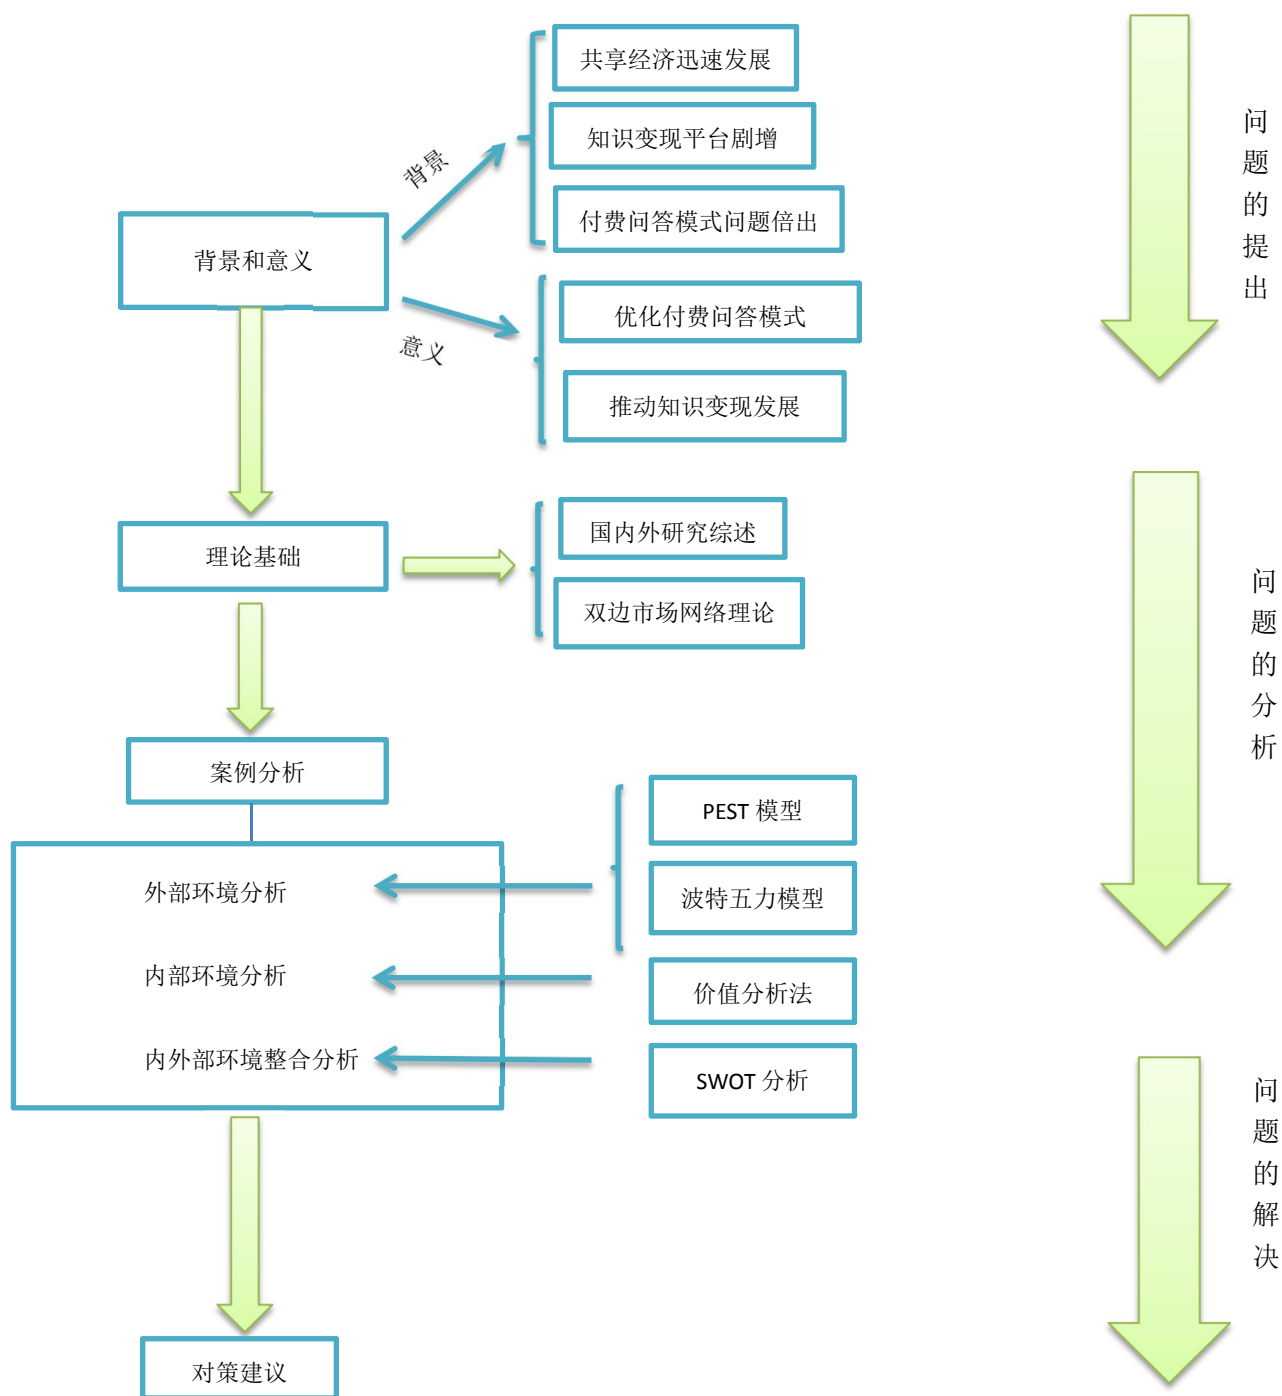 共享经济迅速发展
知识变现平台剧增
付费问答模式问题倍出
背景
背景和意义
意义
优化付费问答模式
推动知识变现发展
问题的提出
理论基础
国内外研究综述
双边市场网络理论
案例分析
PEST 模型
波特五力模型
外部环境分析
内部环境分析
价值分析法
内外部环境整合分析
SWOT 分析
问题的分析
对策建议
问题的解决